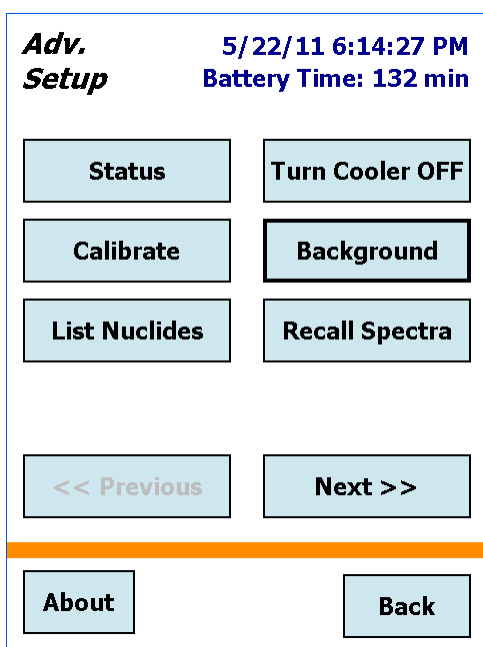 Adv. 5/22/11 6:14:27 PM
Setup Battery Time: 132 min
Status Turn Cooler OFF
Calibrate Background
List Nuclides Recall Spectra
<< Previous Next >>
About Back